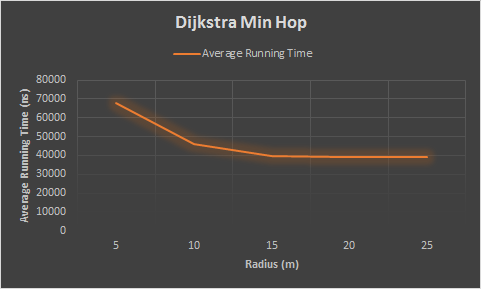 Dijkstra Min Hop
Average Running Time
Average Running Time (ns)
80000
70000
60000
50000
40000
30000
20000
10000
0
5 10 15 20 25
Radius (m)